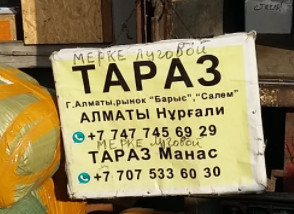 МЕРКЕ Луговой
ТАРАЗ
г.Алматы,рынок "Барыс","Салем"
АЛМАТЫ Нұрғали
+7 747 745 69 29
МЕРКЕ Луговой
ТАРАЗ Манас
+7 707 533 60 30